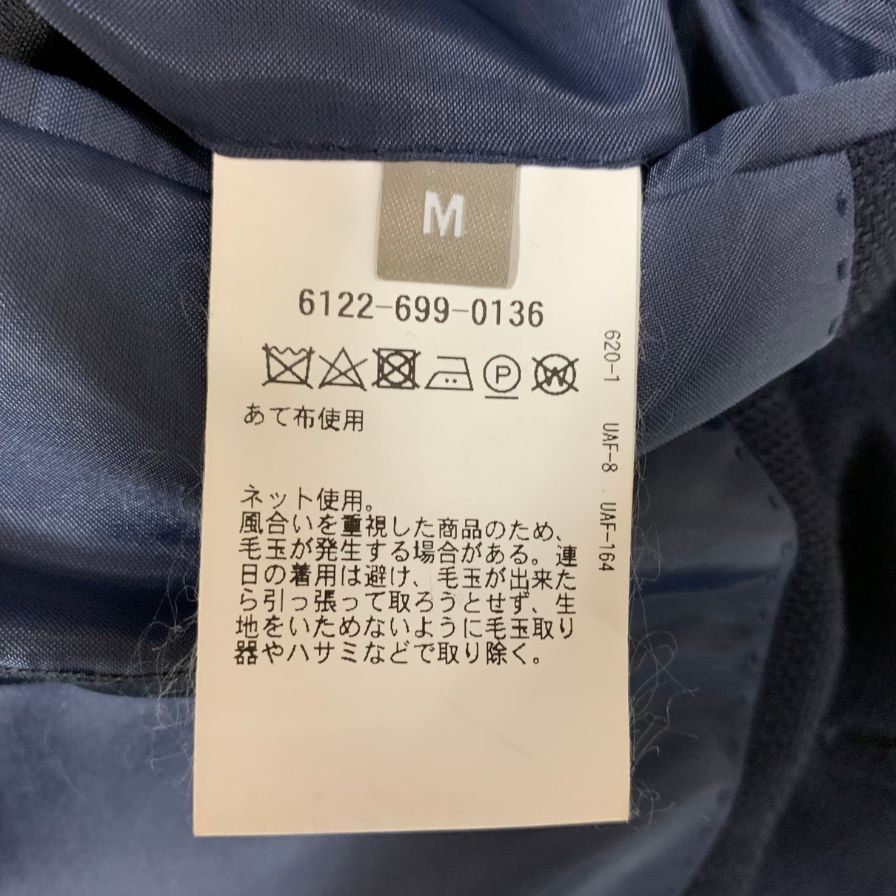 M
6122-699-0136
P
W
あて布使用
ネット使用。
風合いを重視した商品のため、
毛玉が発生する場合がある。連
日の着用は避け、毛玉が出来た
ら引っ張って取ろうとせず、生
地をいためないように毛玉取り
器やハサミなどで取り除く。
620-1 UAF-8 UAF-164